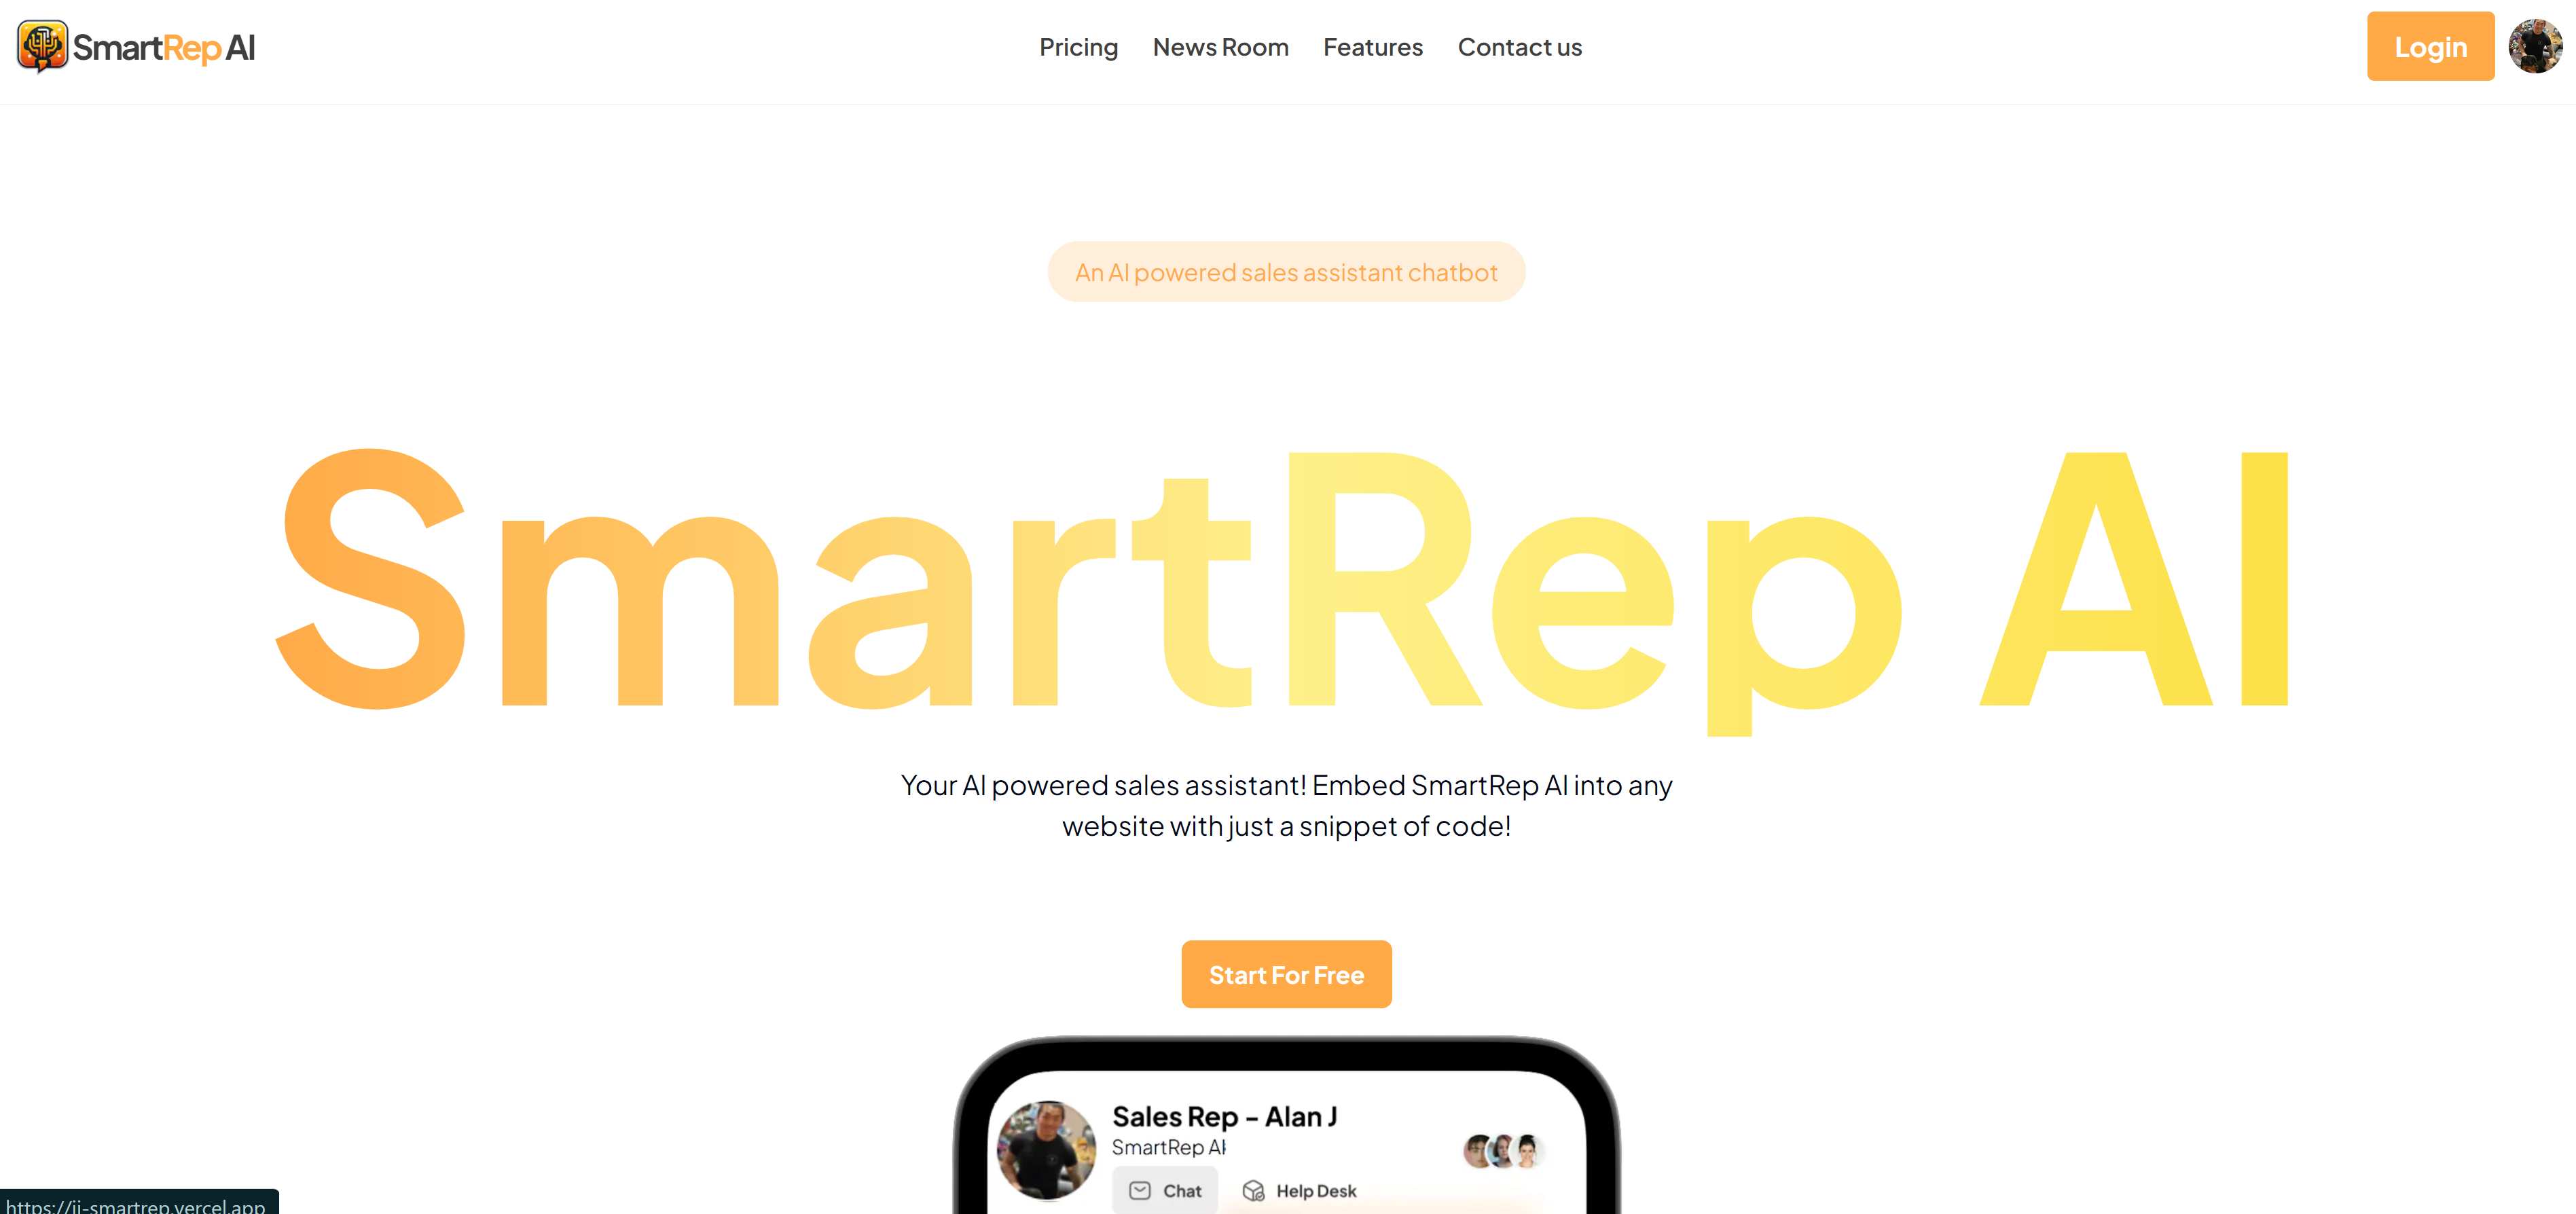 SmartRep AI
Pricing
News Room
Features
Contact us
Login
An AI powered sales assistant chatbot
SmartRep AI
Your AI powered sales assistant! Embed SmartRep AI into any
website with just a snippet of code!
Start For Free
Sales Rep - Alan J
SmartRep AI
Chat
Help Desk
https://jj-smartrep.vercel.app